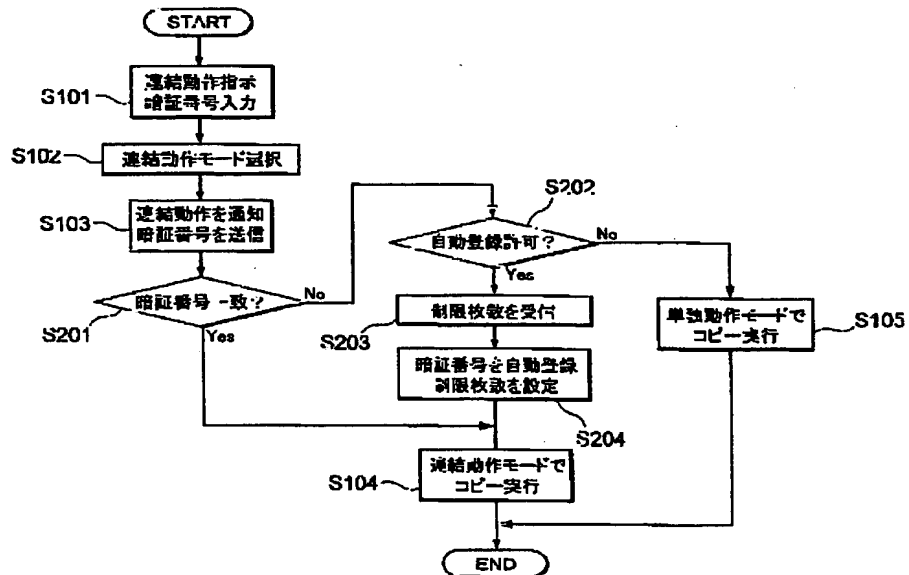 START
S101
連結動作指示
暗証番号入力
S102
連結動作モード選択
S103
連結動作を通知
暗証番号を送信
S202
自動登録許可?
No
Yes
暗証番号一致?
No
S201
Yes
制限枚数を受付
S203
単独動作モードで
コピー実行
S105
暗証番号を自動登録
制限枚数を設定
S204
連結動作モードで
コピー実行
S104
END